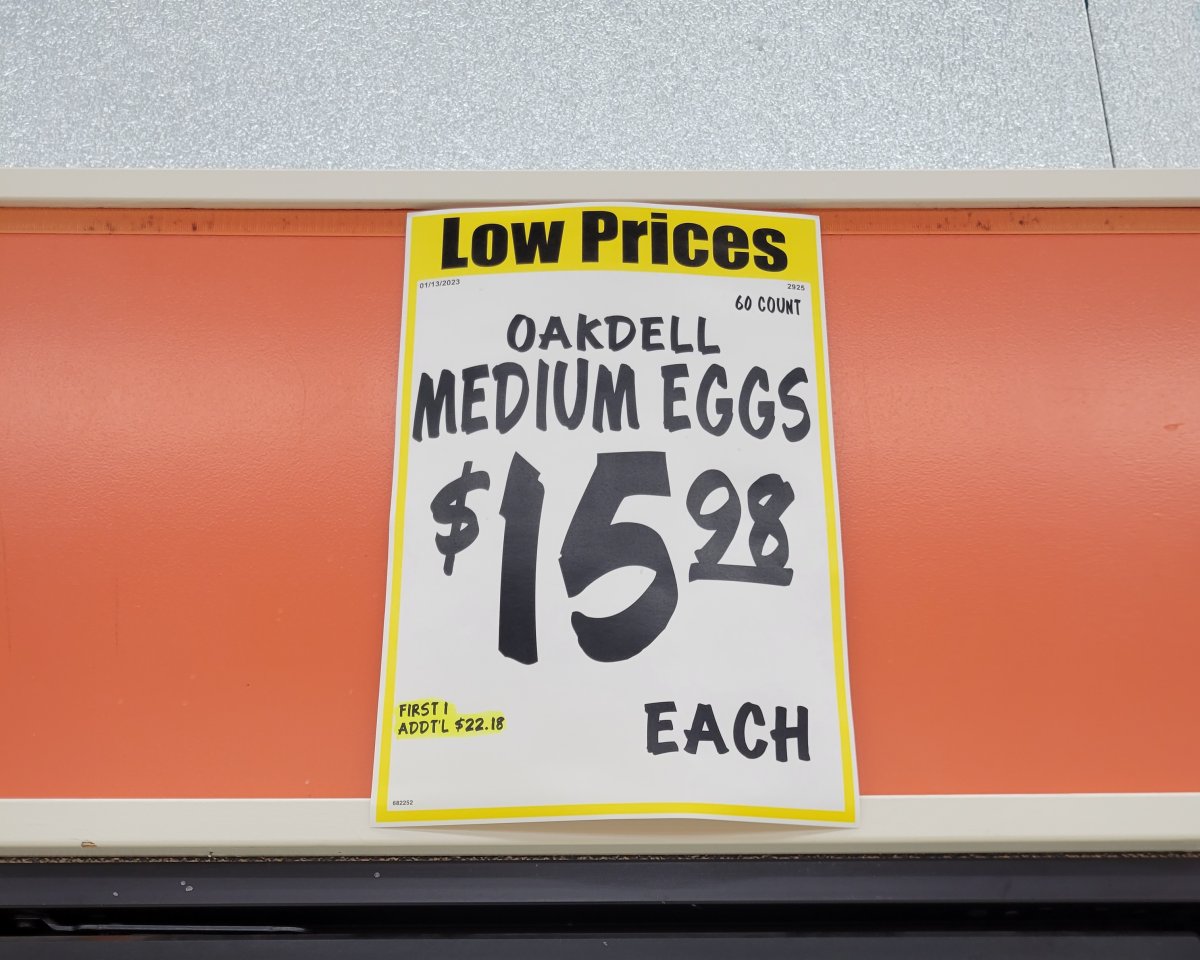 Low Prices
01/13/2023 2925
60 COUNT
OAKDELL
MEDIUM EGGS
$15 98
FIRST 1
ADDT'L $22.18
EACH
682252